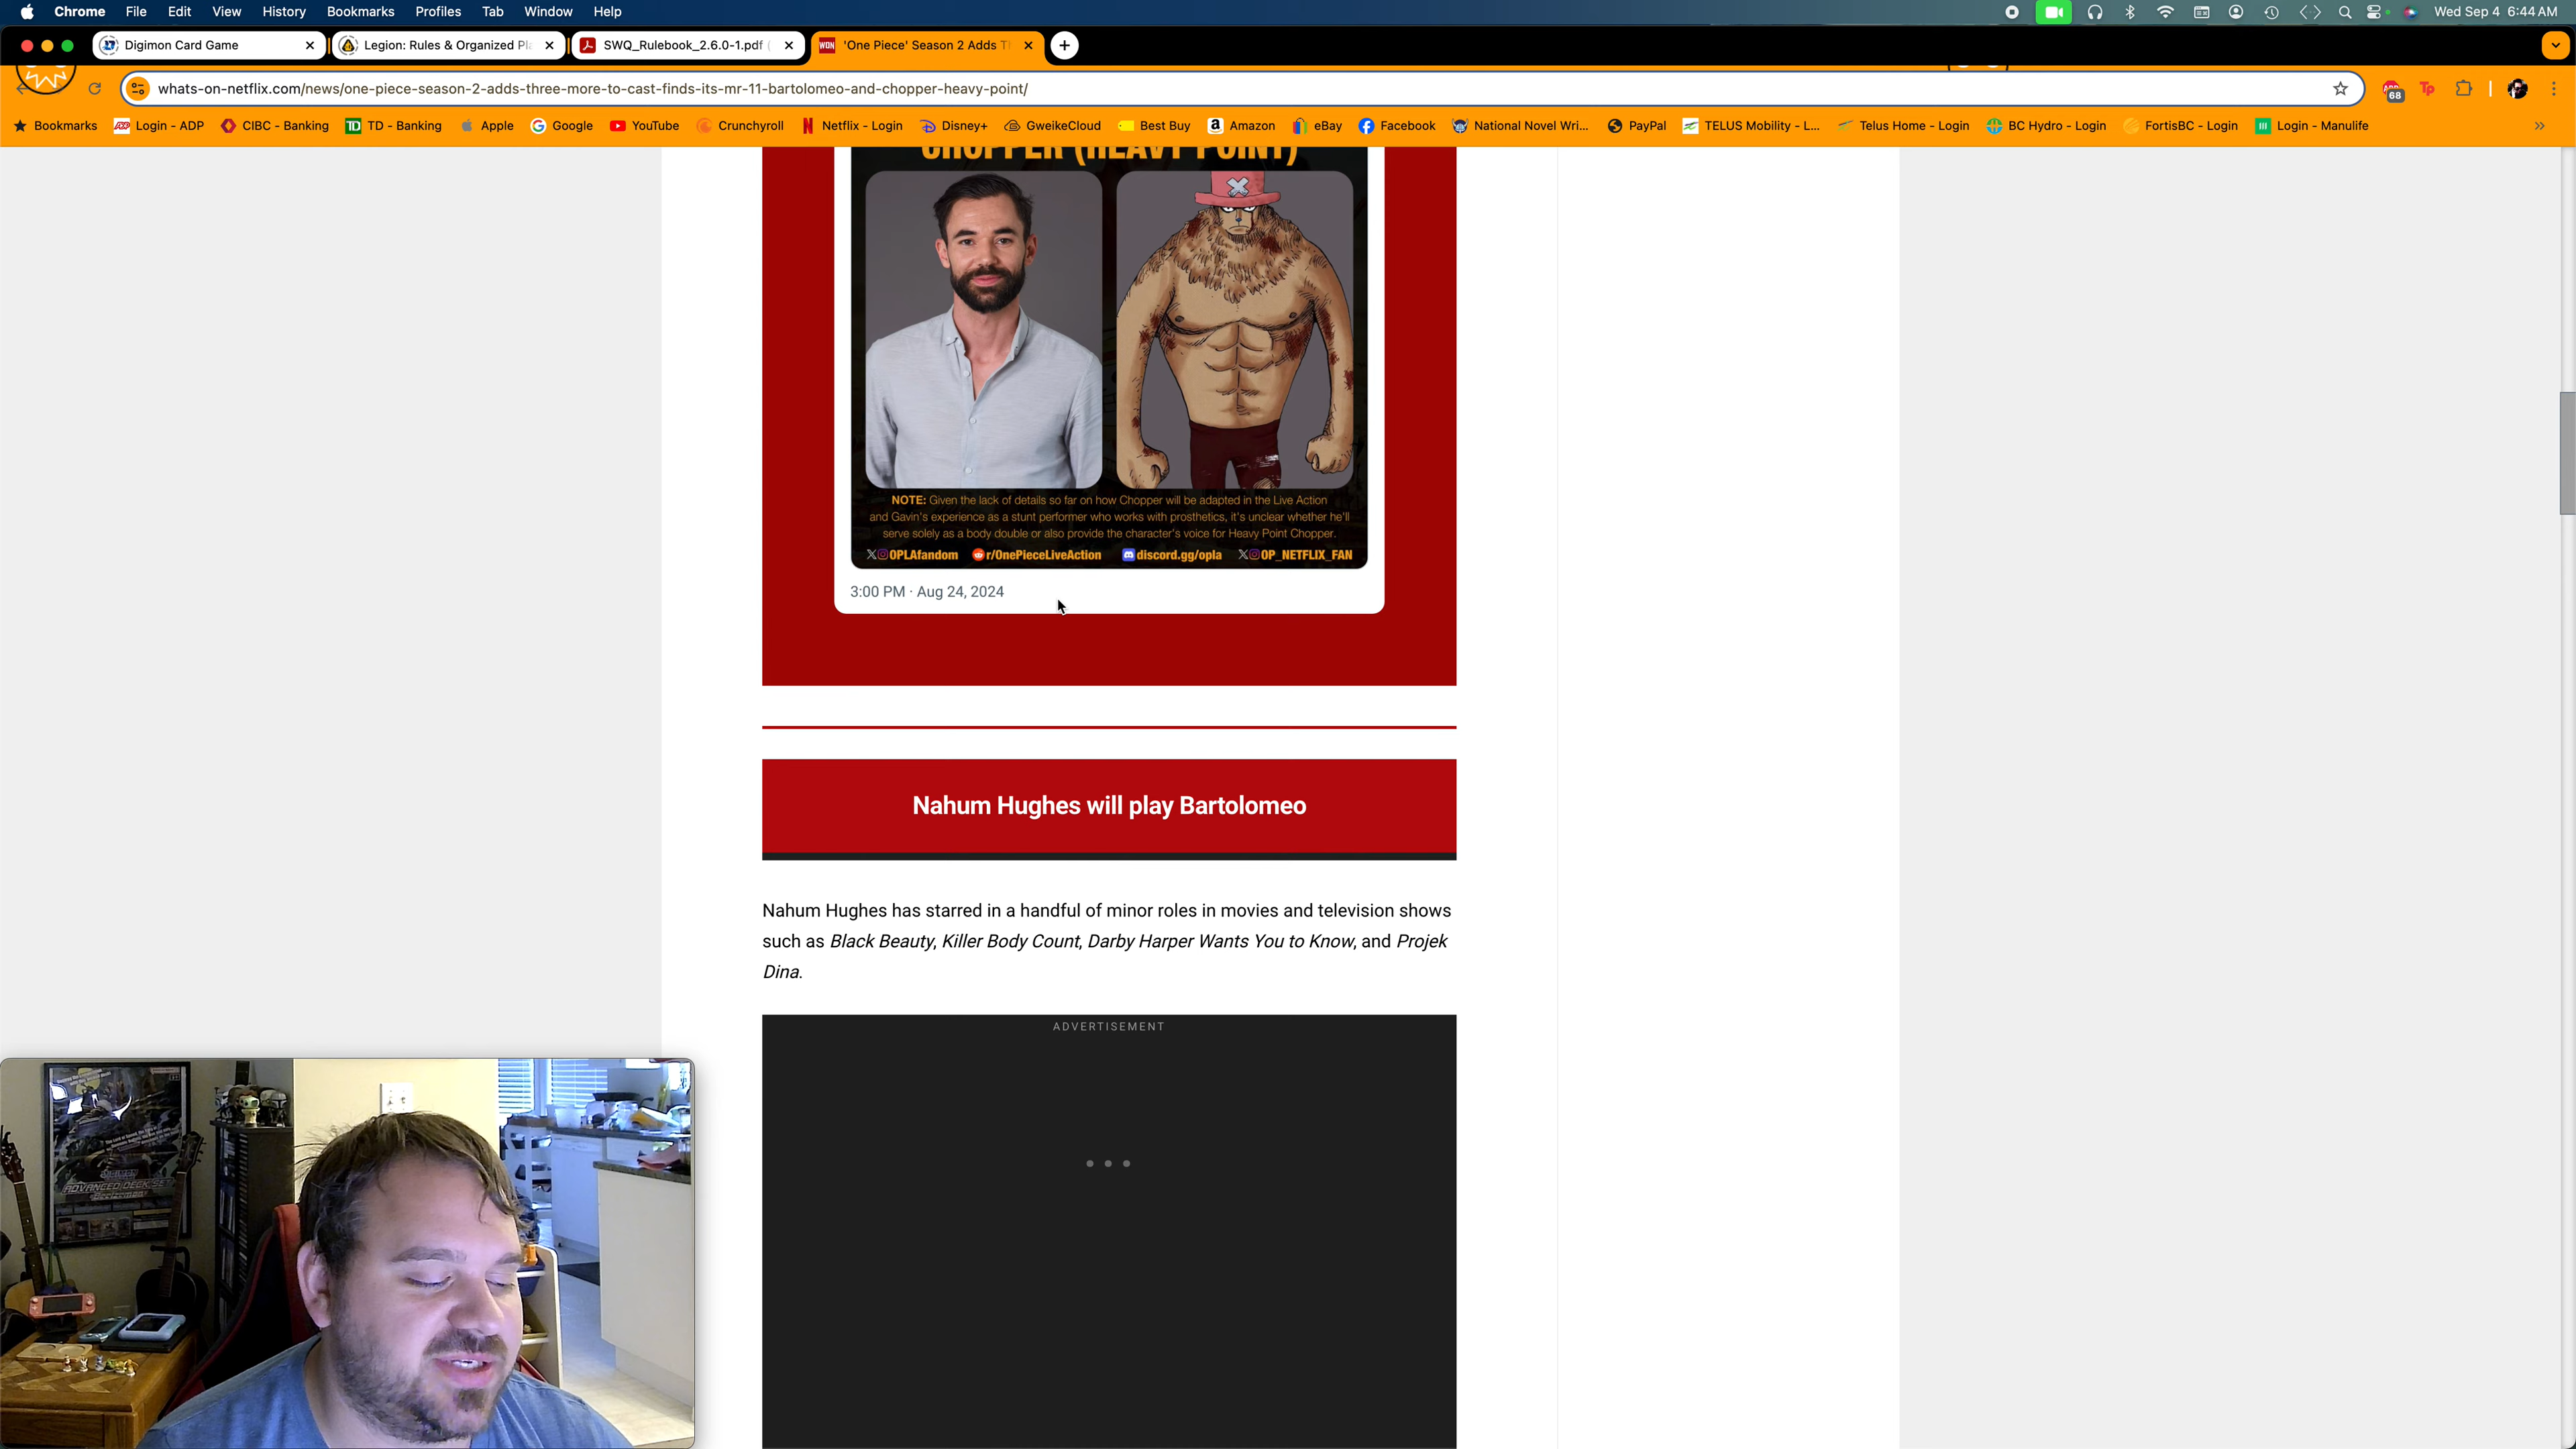 Chrome File Edit View History Bookmarks Profiles Tab Window Help Wed Sep 4 6:44 AM
Digimon Card Game Legion: Rules & Organized Pl SWQ_Rulebook_2.6.0-1.pdf ( WON 'One Piece' Season 2 Adds T
whats-on-netflix.com/news/one-piece-season-2-adds-three-more-to-cast-finds-its-mr-11-bartolomeo-and-chopper-heavy-point/ 68 Tp
Bookmarks Login - ADP CIBC - Banking TD - Banking Apple Google YouTube Crunchyroll Netflix - Login Disney+ GweikeCloud Best Buy Amazon eBay Facebook National Novel Wri... PayPal TELUS Mobility - L... Telus Home - Login BC Hydro - Login FortisBC - Login Login - Manulife
CHOPPER (HEAVY POINT)
NOTE: Given the lack of details so far on how Chopper will be adapted in the Live Action
and Gavin's experience as a stunt performer who works with prosthetics, it's unclear whether he'll
serve solely as a body double or also provide the character's voice for Heavy Point Chopper.
OPLAfandom r/OnePieceLiveAction discord.gg/opla OP_NETFLIX_FAN
3:00 PM · Aug 24, 2024
Nahum Hughes will play Bartolomeo
Nahum Hughes has starred in a handful of minor roles in movies and television shows
such as Black Beauty, Killer Body Count, Darby Harper Wants You to Know, and Projek
Dina.
ADVERTISEMENT
ADVANCED DECK SET